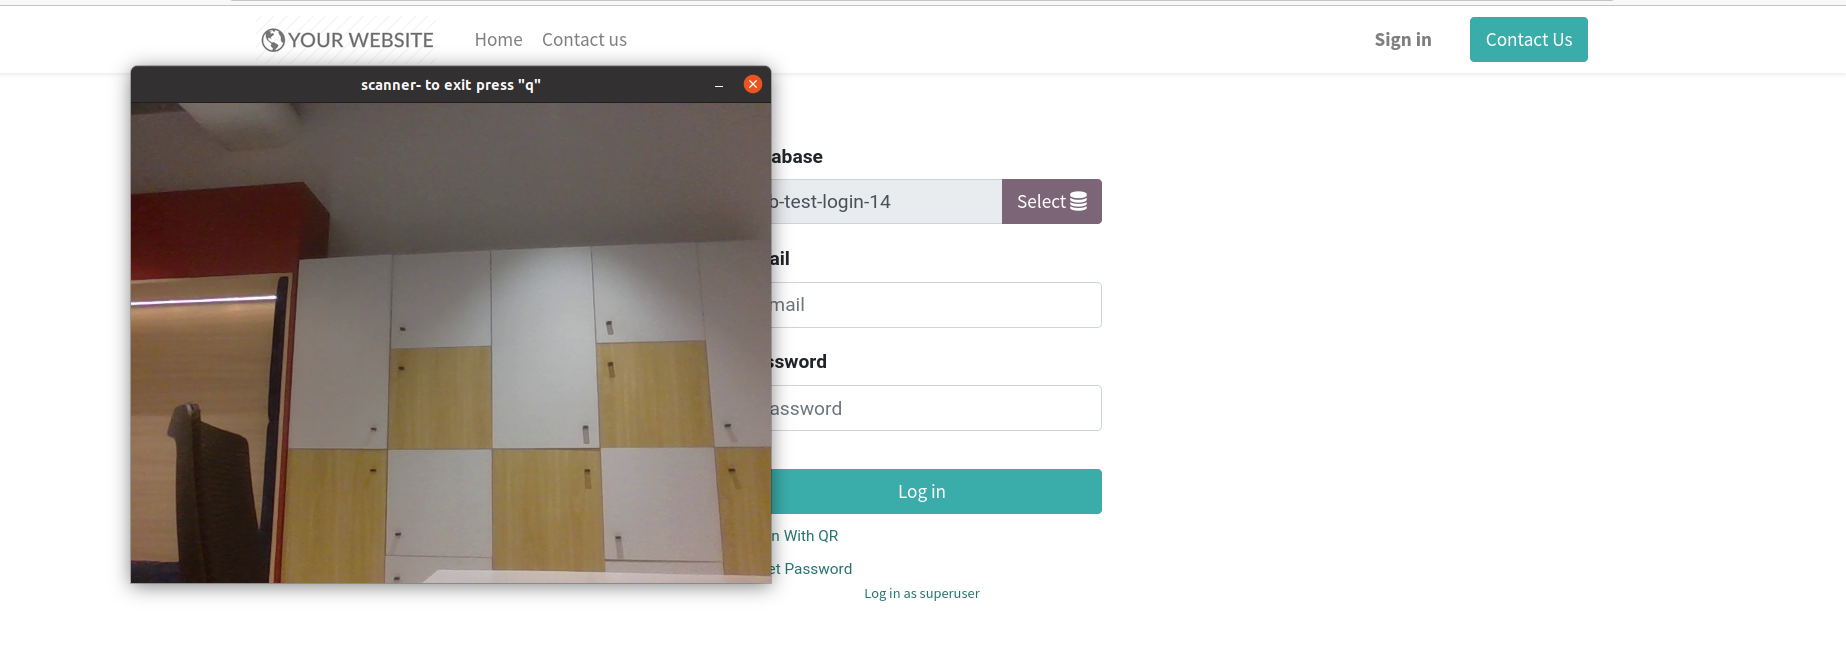 YOUR WEBSITE Home Contact us Sign in Contact Us
scanner- to exit press "q"
abase
b-test-login-14 Select
ail
mail
ssword
assword
Log in
n With QR
et Password
Log in as superuser